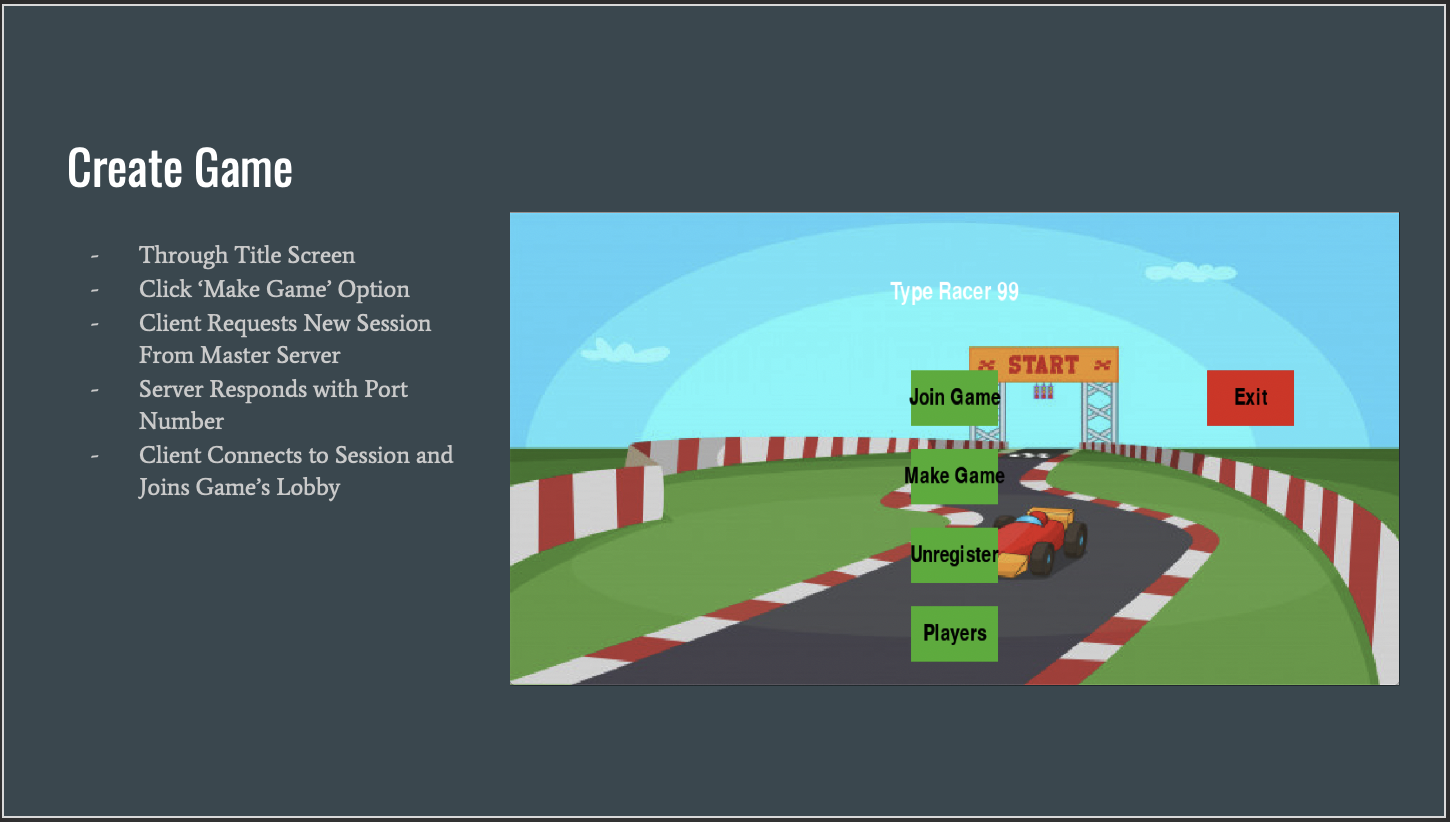 Create Game
- Through Title Screen
- Click ‘Make Game’ Option
- Client Requests New Session
From Master Server
- Server Responds with Port
Number
- Client Connects to Session and
Joins Game’s Lobby
Type Racer 99
START
Join Game
Exit
Make Game
Unregister
Players